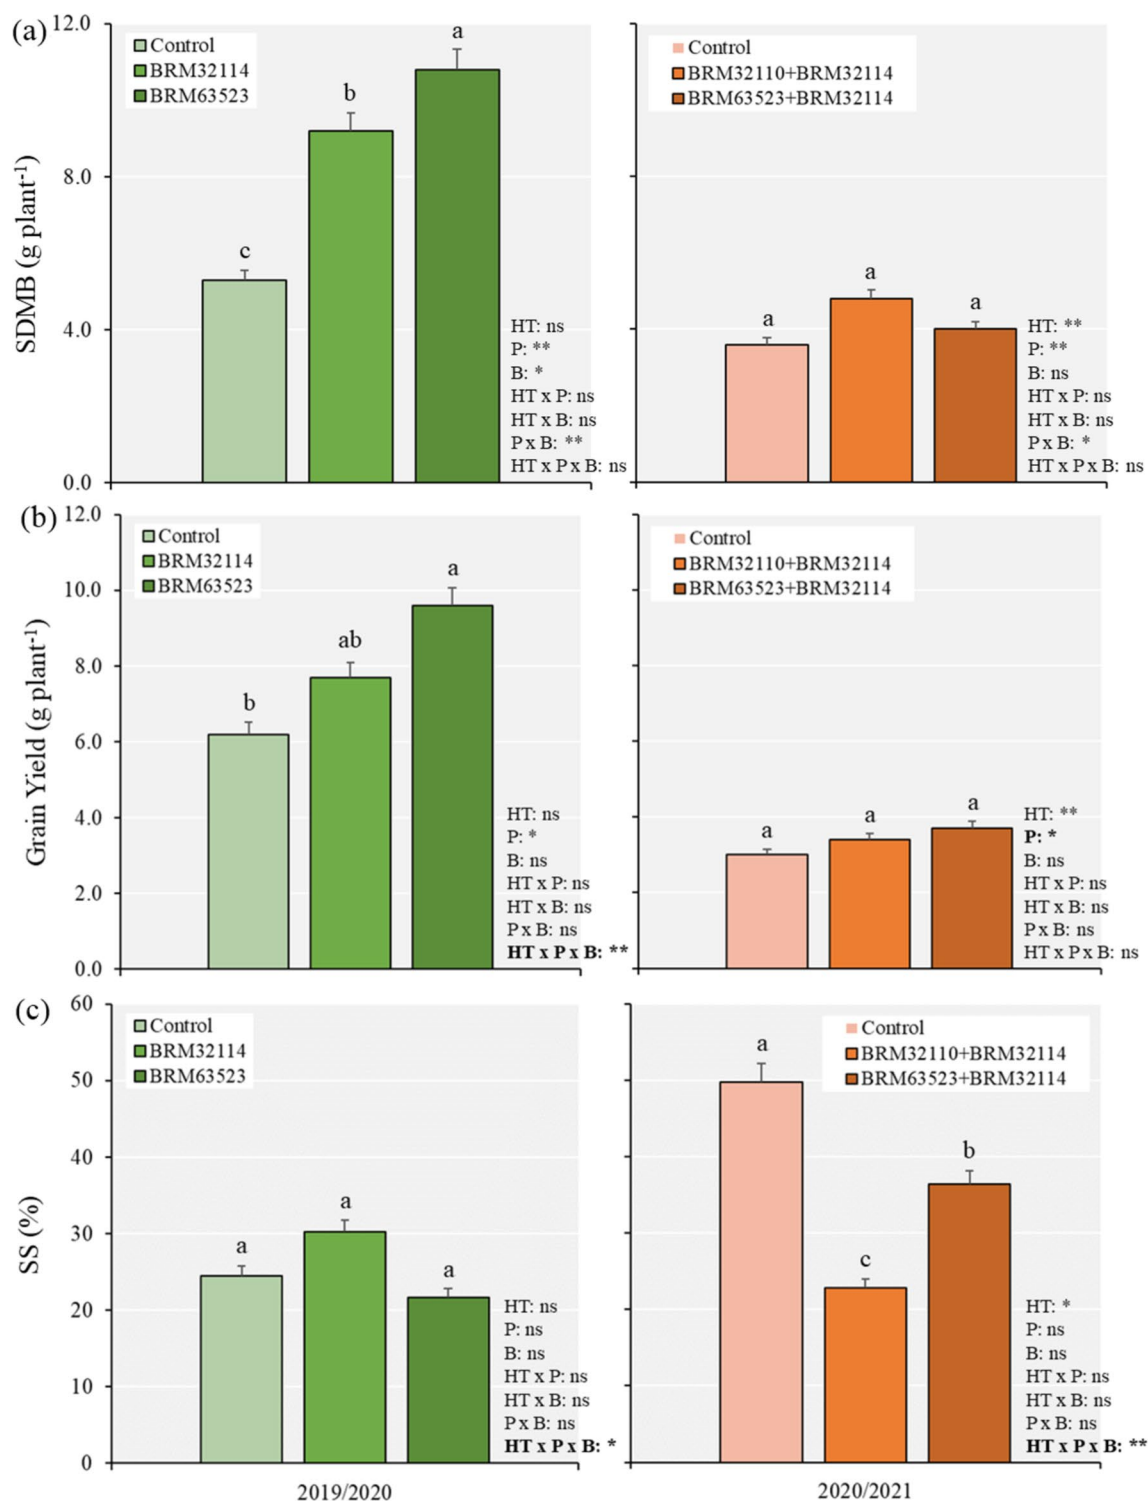 (a)
SDMB (g plant-1)
12.0
8.0
4.0
0.0
Control
BRM32114
BRM63523
c
b
a
HT: ns
P: **
B: *
HT x P: ns
HT x B: ns
P x B: **
HT x P x B: ns
Control
BRM32110+BRM32114
BRM63523+BRM32114
a
a
a
HT: **
P: **
B: ns
HT x P: ns
HT x B: ns
P x B: *
HT x P x B: ns
(b)
Grain Yield (g plant-1)
12.0
10.0
8.0
6.0
4.0
2.0
0.0
Control
BRM32114
BRM63523
b
ab
a
HT: ns
P: *
B: ns
HT x P: ns
HT x B: ns
P x B: ns
HT x P x B: **
Control
BRM32110+BRM32114
BRM63523+BRM32114
a
a
a
HT: **
P: *
B: ns
HT x P: ns
HT x B: ns
P x B: ns
HT x P x B: ns
(c)
SS (%)
60
50
40
30
20
10
0
Control
BRM32114
BRM63523
a
a
a
HT: ns
P: ns
B: ns
HT x P: ns
HT x B: ns
P x B: ns
HT x P x B: *
2019/2020
Control
BRM32110+BRM32114
BRM63523+BRM32114
a
c
b
HT: *
P: ns
B: ns
HT x P: ns
HT x B: ns
P x B: ns
HT x P x B: **
2020/2021